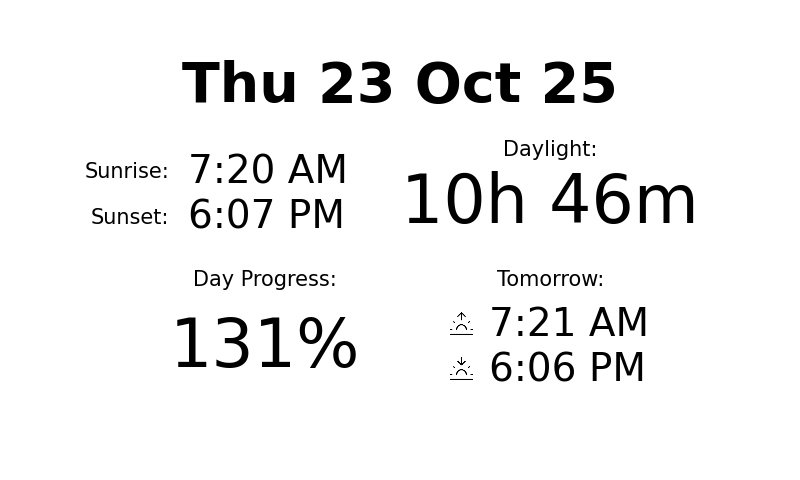 Thu 23 Oct 25
Sunrise: 7:20 AM
Sunset: 6:07 PM
Daylight:
10h 46m
Day Progress:
131%
Tomorrow:
7:21 AM
6:06 PM